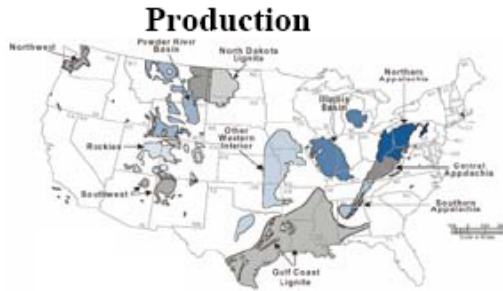 Production
Northwest
Powder River
Basin
North Dakota
Lignite
Northern
Appalachia
Illinois
Basin
Rockies
Other
Western
Interior
Central
Appalachia
Southwest
Southern
Appalachia
Gulf Coast
Lignite